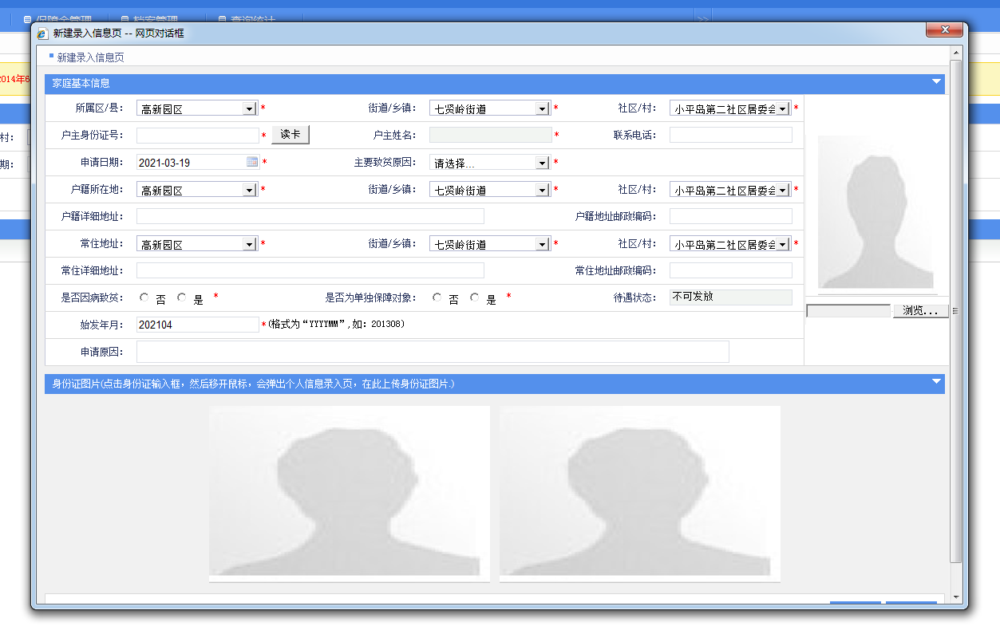 保障金管理 档案管理 查询统计 >>
新建录入信息页 -- 网页对话框
新建录入信息页
2014年6
家庭基本信息
所属区/县: 高新园区 * 街道/乡镇: 七贤岭街道 * 社区/村: 小平岛第二社区居委会 *
村:
户主身份证号: * 读卡 户主姓名: * 联系电话:
期:
申请日期: 2021-03-19 * 主要致贫原因: 请选择... *
户籍所在地: 高新园区 * 街道/乡镇: 七贤岭街道 * 社区/村: 小平岛第二社区居委会 *
户籍详细地址: 户籍地址邮政编码:
常住地址: 高新园区 * 街道/乡镇: 七贤岭街道 * 社区/村: 小平岛第二社区居委会 *
常住详细地址: 常住地址邮政编码:
是否因病致贫: 否 是 * 是否为单独保障对象: 否 是 * 待遇状态: 不可发放
浏览...
始发年月: 202104 *(格式为“YYYYMM”,如: 201308)
申请原因:
身份证图片(点击身份证输入框，然后移开鼠标，会弹出个人信息录入页，在此上传身份证图片.)